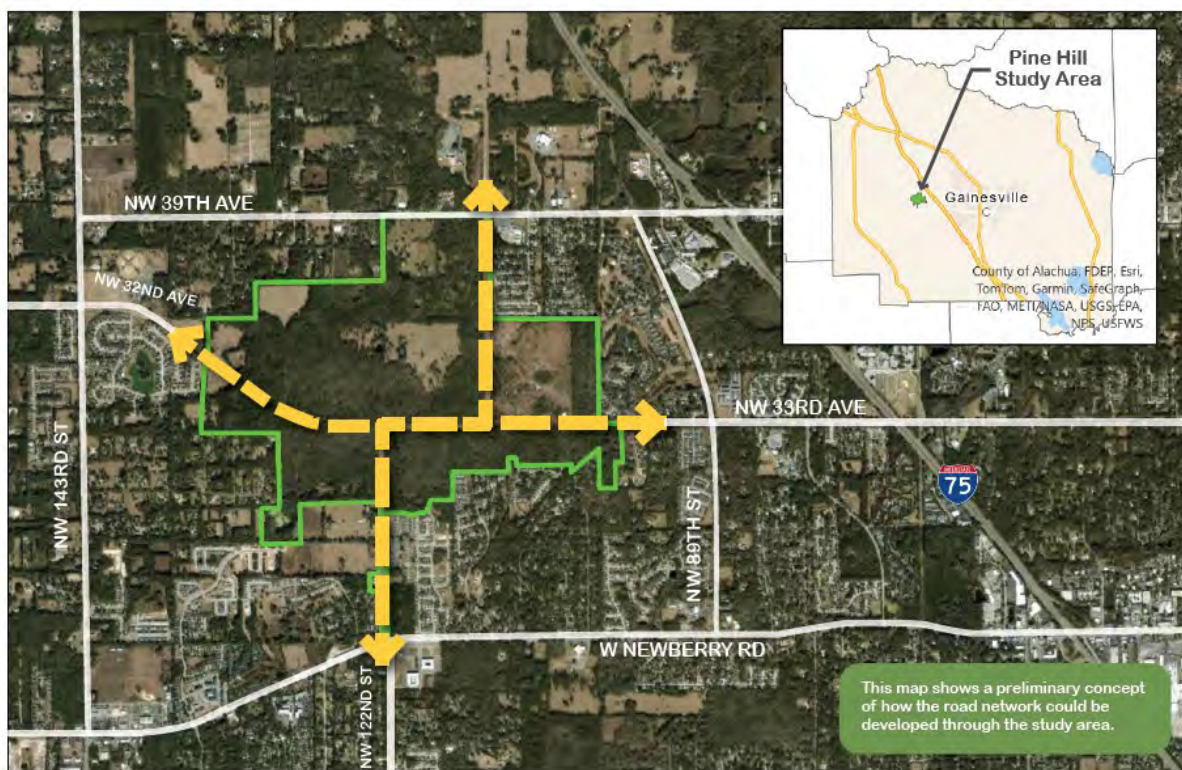 Pine Hill
Study Area
Gainesville
County of Alachua, FDEP, Esri,
TomTom, Garmin, SafeGraph,
FAO, METI/NASA, USGS, EPA,
NPS, USFWS
NW 39TH AVE
NW 32ND AVE
NW 143RD ST
NW 33RD AVE
INTERSTATE
75
NW 89TH ST
W NEWBERRY RD
NW 122ND ST
This map shows a preliminary concept
of how the road network could be
developed through the study area.